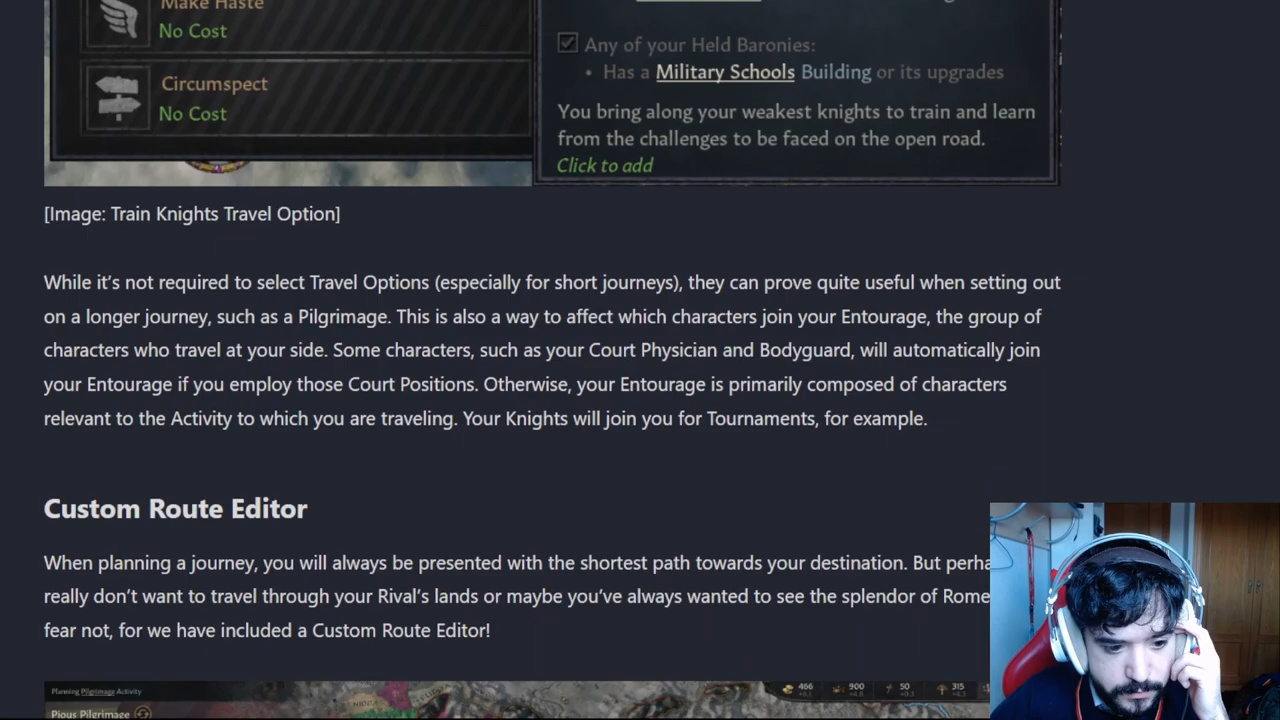 Make Haste
No Cost
Circumspect
No Cost
Any of your Held Baronies:
• Has a Military Schools Building or its upgrades
You bring along your weakest knights to train and learn
from the challenges to be faced on the open road.
Click to add
[Image: Train Knights Travel Option]
While it’s not required to select Travel Options (especially for short journeys), they can prove quite useful when setting out
on a longer journey, such as a Pilgrimage. This is also a way to affect which characters join your Entourage, the group of
characters who travel at your side. Some characters, such as your Court Physician and Bodyguard, will automatically join
your Entourage if you employ those Court Positions. Otherwise, your Entourage is primarily composed of characters
relevant to the Activity to which you are traveling. Your Knights will join you for Tournaments, for example.
Custom Route Editor
When planning a journey, you will always be presented with the shortest path towards your destination. But perha
really don’t want to travel through your Rival’s lands or maybe you’ve always wanted to see the splendor of Rome
fear not, for we have included a Custom Route Editor!
Planning Pilgrimage Activity
466 900 50 315
Pious Pilgrimage